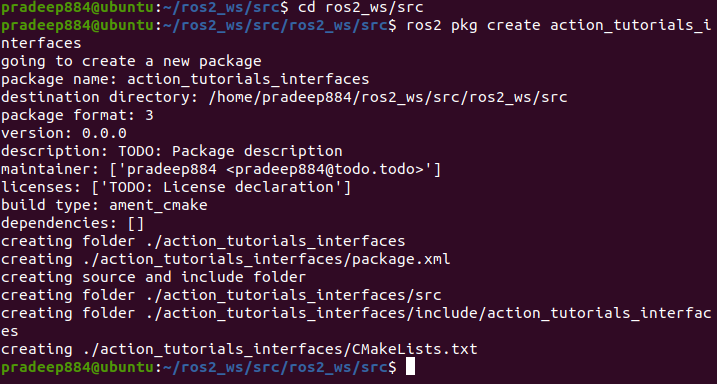 pradeep884@ubuntu:~/ros2_ws/src$ cd ros2_ws/src
pradeep884@ubuntu:~/ros2_ws/src/ros2_ws/src$ ros2 pkg create action_tutorials_i
nterfaces
going to create a new package
package name: action_tutorials_interfaces
destination directory: /home/pradeep884/ros2_ws/src/ros2_ws/src
package format: 3
version: 0.0.0
description: TODO: Package description
maintainer: ['pradeep884 <pradeep884@todo.todo>']
licenses: ['TODO: License declaration']
build type: ament_cmake
dependencies: []
creating folder ./action_tutorials_interfaces
creating ./action_tutorials_interfaces/package.xml
creating source and include folder
creating folder ./action_tutorials_interfaces/src
creating folder ./action_tutorials_interfaces/include/action_tutorials_interfac
es
creating ./action_tutorials_interfaces/CMakeLists.txt
pradeep884@ubuntu:~/ros2_ws/src/ros2_ws/src$